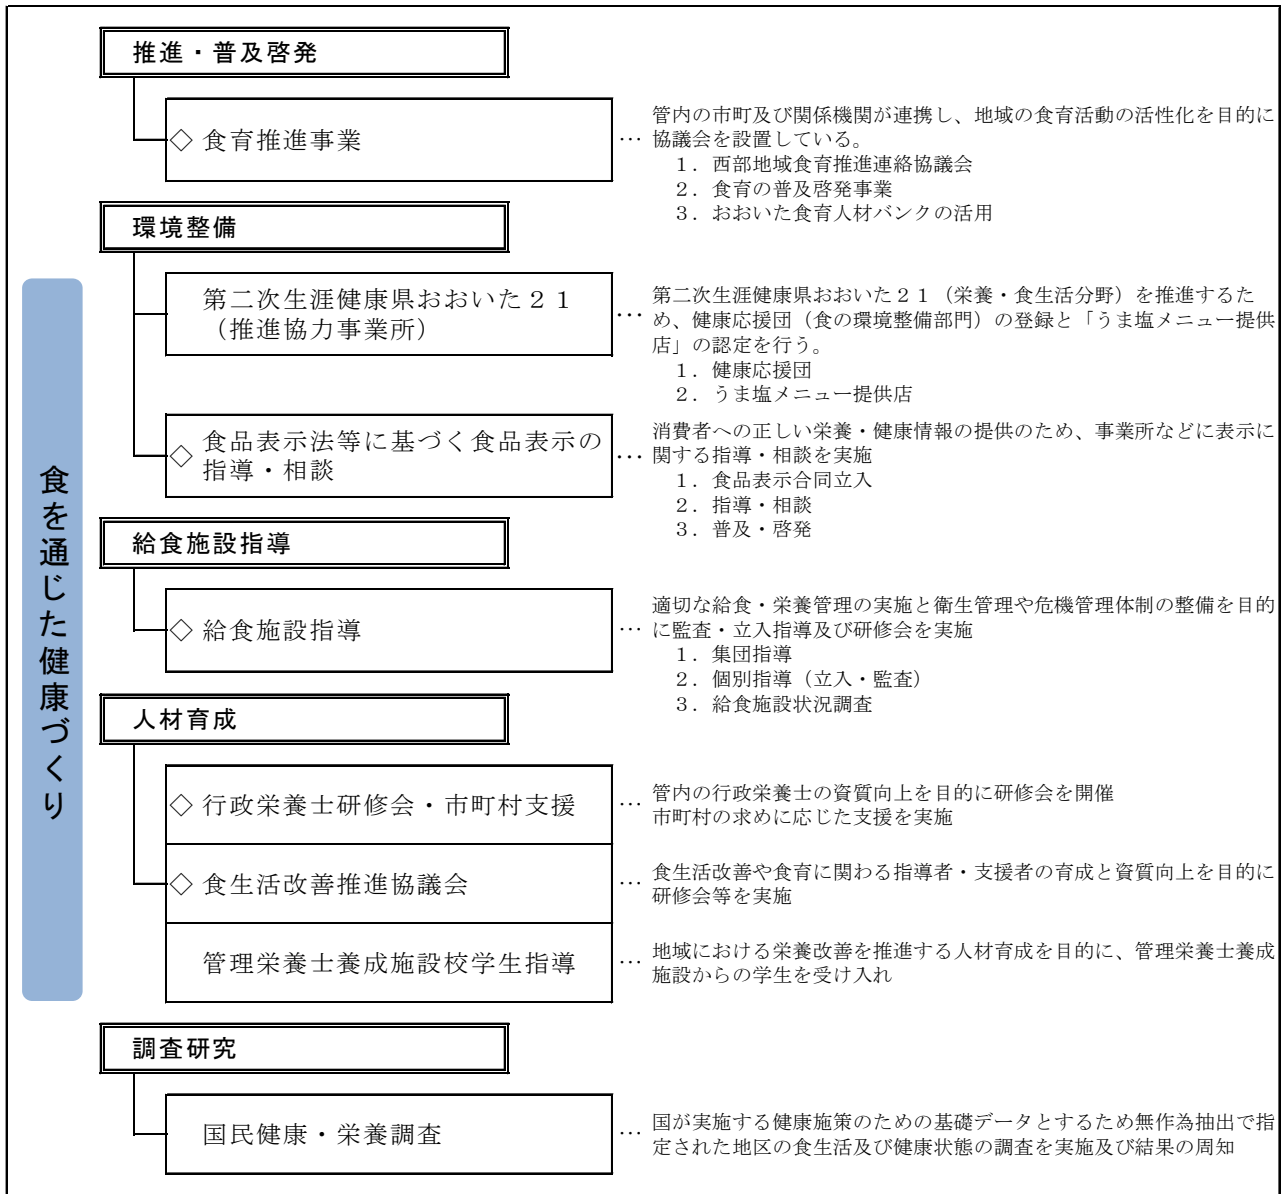 食を通じた健康づくり
推進・普及啓発
◇ 食育推進事業
… 管内の市町及び関係機関が連携し、地域の食育活動の活性化を目的に
協議会を設置している。
１．西部地域食育推進連絡協議会
２．食育の普及啓発事業
３．おおいた食育人材バンクの活用
環境整備
第二次生涯健康県おおいた２１
（推進協力事業所）
… 第二次生涯健康県おおいた２１（栄養・食生活分野）を推進するた
め、健康応援団（食の環境整備部門）の登録と「うま塩メニュー提供
店」の認定を行う。
１．健康応援団
２．うま塩メニュー提供店
◇ 食品表示法等に基づく食品表示の
指導・相談
… 消費者への正しい栄養・健康情報の提供のため、事業所などに表示に
関する指導・相談を実施
１．食品表示合同立入
２．指導・相談
３．普及・啓発
給食施設指導
◇ 給食施設指導
… 適切な給食・栄養管理の実施と衛生管理や危機管理体制の整備を目的
に監査・立入指導及び研修会を実施
１．集団指導
２．個別指導（立入・監査）
３．給食施設状況調査
人材育成
◇ 行政栄養士研修会・市町村支援
… 管内の行政栄養士の資質向上を目的に研修会を開催
市町村の求めに応じた支援を実施
◇ 食生活改善推進協議会
… 食生活改善や食育に関わる指導者・支援者の育成と資質向上を目的に
研修会等を実施
管理栄養士養成施設校学生指導
… 地域における栄養改善を推進する人材育成を目的に、管理栄養士養成
施設からの学生を受け入れ
調査研究
国民健康・栄養調査
… 国が実施する健康施策のための基礎データとするため無作為抽出で指
定された地区の食生活及び健康状態の調査を実施及び結果の周知